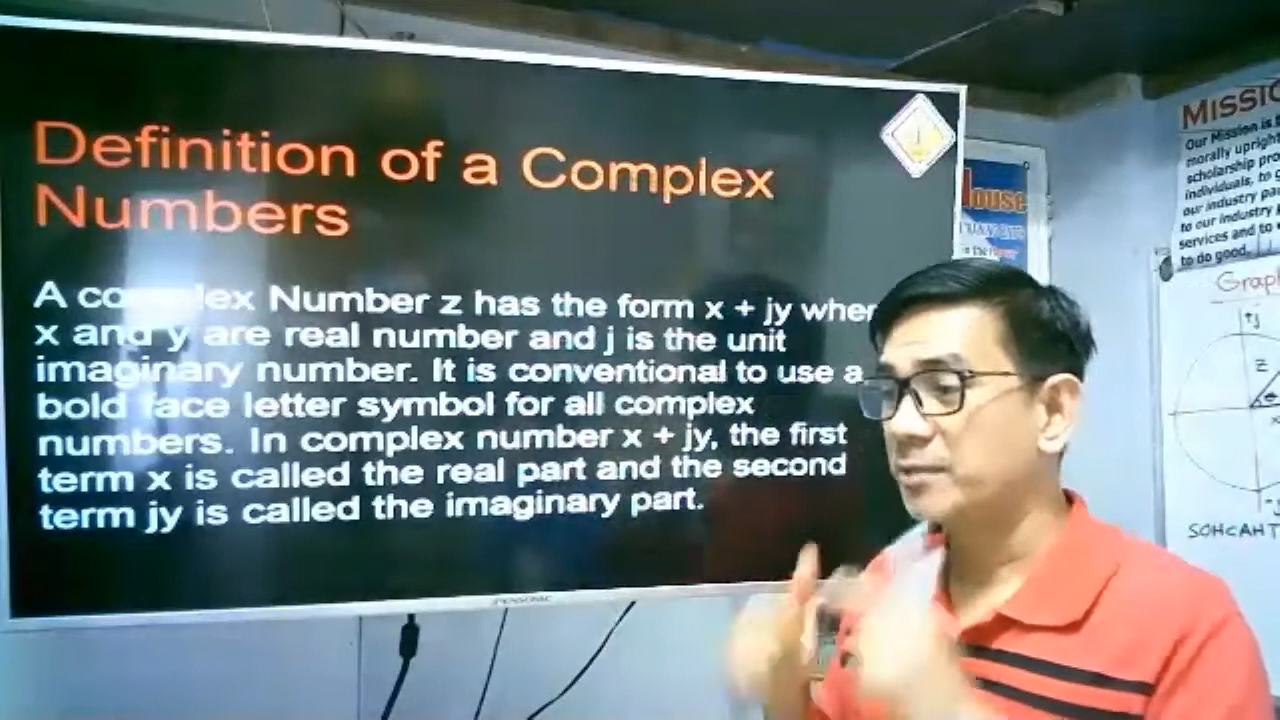 Definition of a Complex
Numbers
A complex Number z has the form x + jy wher
x and y are real number and j is the unit
imaginary number. It is conventional to use a
bold face letter symbol for all complex
numbers. In complex number x + jy, the first
term x is called the real part and the second
term jy is called the imaginary part.
House
MISSIO
Our Mission is
morally upright
scholarship pro
individuals, to g
our industry pa
to our industry
services and to
to do good.
Graph
+j
z
x
-j
SOHCAHT